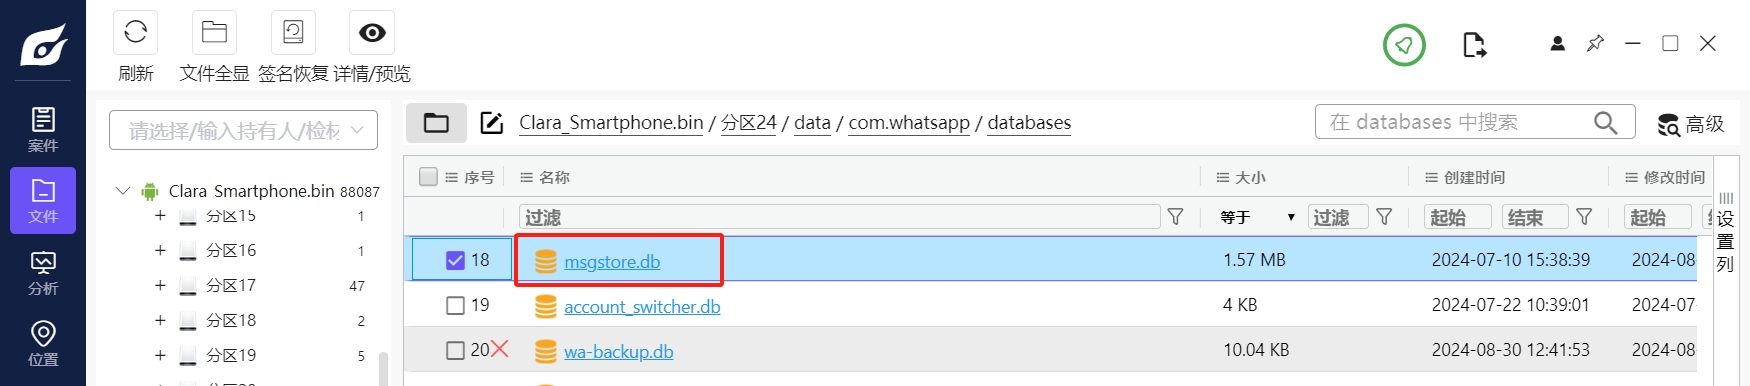 刷新 文件全显 签名恢复 详情/预览
请选择/输入持有人/检材
Clara_Smartphone.bin / 分区24 / data / com.whatsapp / databases
在 databases 中搜索
高级
案件
文件
分析
位置
Clara_Smartphone.bin 88087
分区15 1
分区16 1
分区17 47
分区18 2
分区19 5
序号 名称 大小 创建时间 修改时间
过滤 等于 过滤 起始 结束 起始
18 msgstore.db 1.57 MB 2024-07-10 15:38:39 2024-08
19 account_switcher.db 4 KB 2024-07-22 10:39:01 2024-07
20 wa-backup.db 10.04 KB 2024-08-30 12:41:53 2024-08
设置列